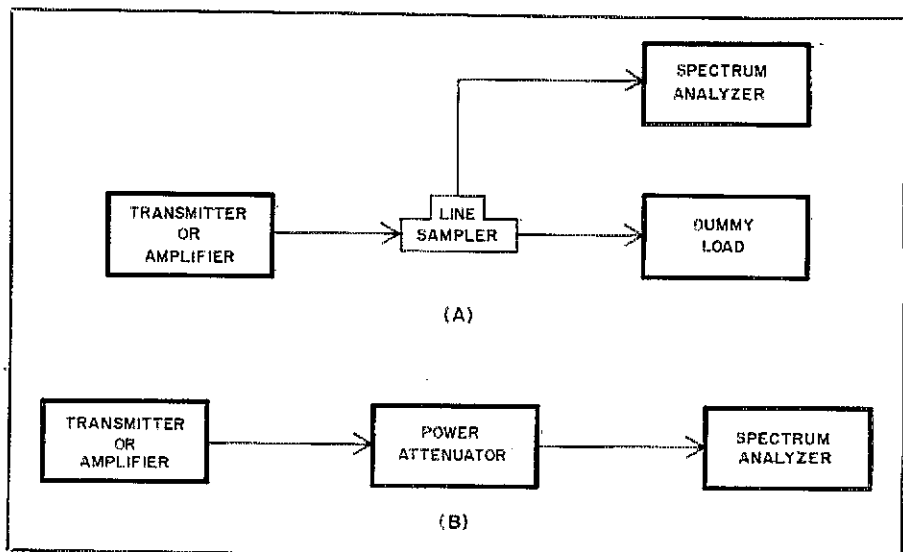 SPECTRUM
ANALYZER
TRANSMITTER
OR
AMPLIFIER
LINE
SAMPLER
DUMMY
LOAD
(A)
TRANSMITTER
OR
AMPLIFIER
POWER
ATTENUATOR
SPECTRUM
ANALYZER
(B)